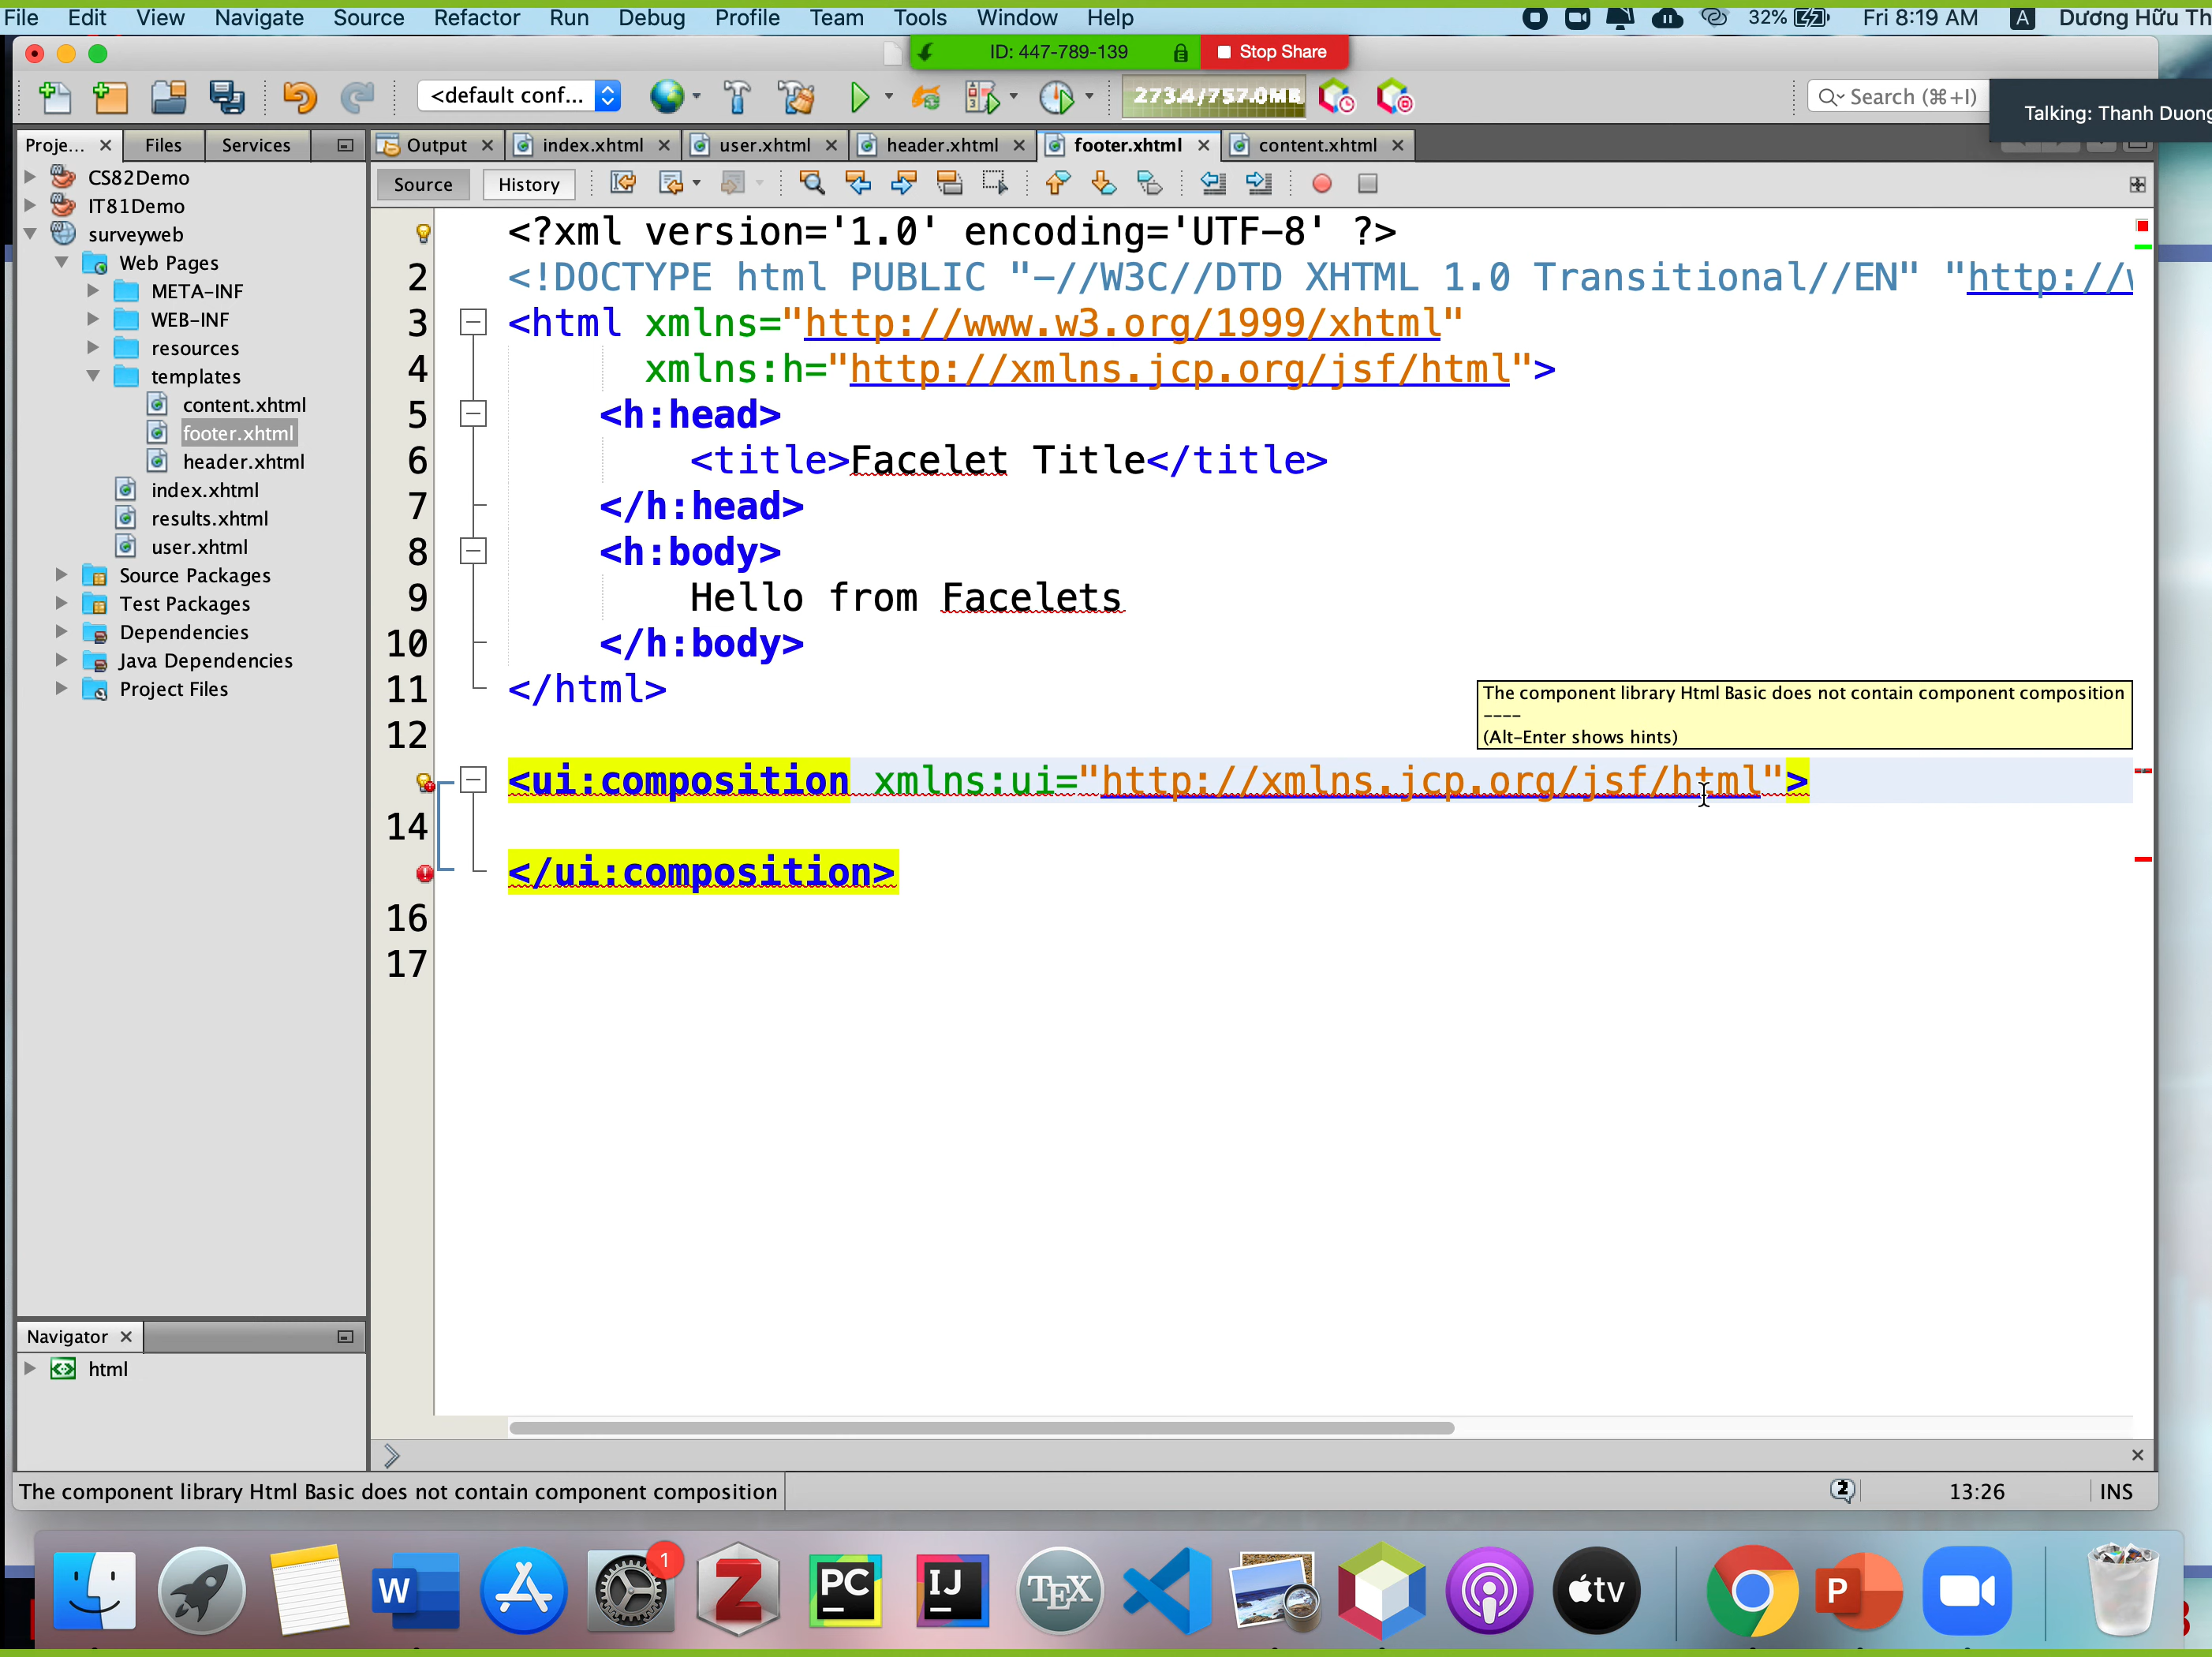 File Edit View Navigate Source Refactor Run Debug Profile Team Tools Window Help 32% Fri 8:19 AM A Dương Hữu Th
ID: 447-789-139 Stop Share
<default conf... 273.4/757.0MB Search (⌘+I)
Talking: Thanh Duong
Proje... Files Services Output index.xhtml user.xhtml header.xhtml footer.xhtml content.xhtml
Source History
CS82Demo
IT81Demo
surveyweb
Web Pages
META-INF
WEB-INF
resources
templates
content.xhtml
footer.xhtml
header.xhtml
index.xhtml
results.xhtml
user.xhtml
Source Packages
Test Packages
Dependencies
Java Dependencies
Project Files
<?xml version='1.0' encoding='UTF-8' ?>
2 <!DOCTYPE html PUBLIC "-//W3C//DTD XHTML 1.0 Transitional//EN" "http://w
3 <html xmlns="http://www.w3.org/1999/xhtml"
4 xmlns:h="http://xmlns.jcp.org/jsf/html">
5 <h:head>
6 <title>Facelet Title</title>
7 </h:head>
8 <h:body>
9 Hello from Facelets
10 </h:body>
11 </html>
12
<ui:composition xmlns:ui="http://xmlns.jcp.org/jsf/html">
14
</ui:composition>
16
17
The component library Html Basic does not contain component composition
----
(Alt-Enter shows hints)
Navigator
html
The component library Html Basic does not contain component composition 2 13:26 INS
1
W Z PC IJ TEX tv P